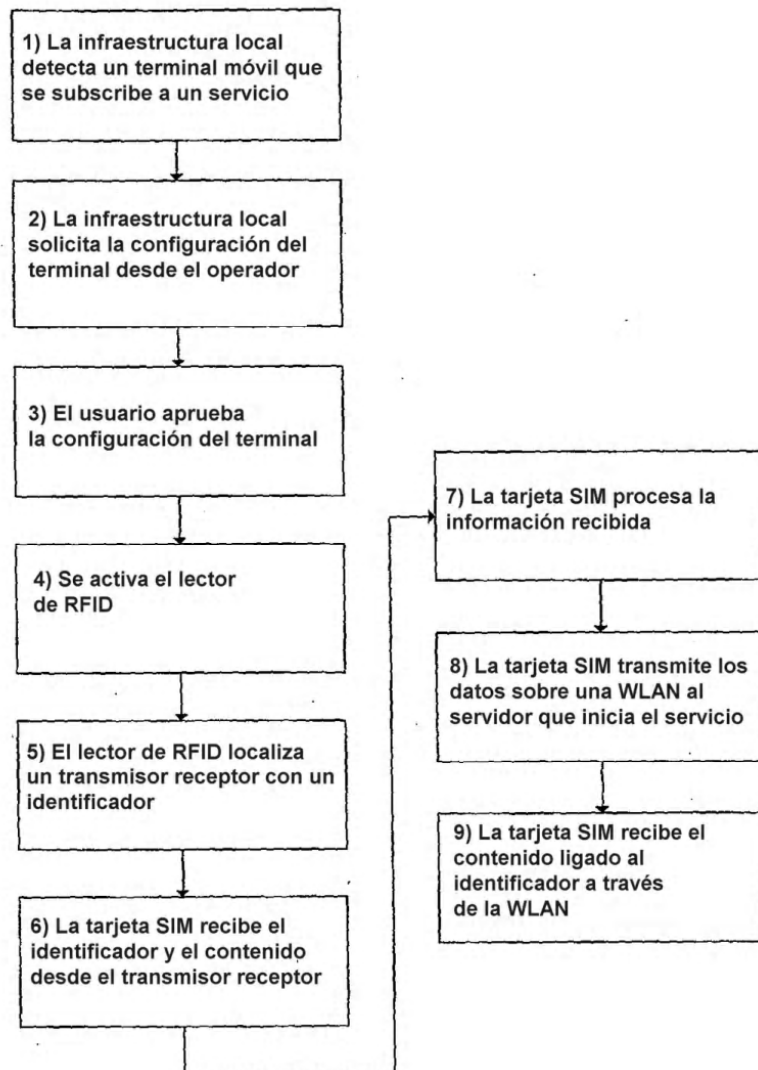 1) La infraestructura local
detecta un terminal móvil que
se subscribe a un servicio
2) La infraestructura local
solicita la configuración del
terminal desde el operador
3) El usuario aprueba
la configuración del terminal
4) Se activa el lector
de RFID
5) El lector de RFID localiza
un transmisor receptor con un
identificador
6) La tarjeta SIM recibe el
identificador y el contenido
desde el transmisor receptor
7) La tarjeta SIM procesa la
información recibida
8) La tarjeta SIM transmite los
datos sobre una WLAN al
servidor que inicia el servicio
9) La tarjeta SIM recibe el
contenido ligado al
identificador a través
de la WLAN